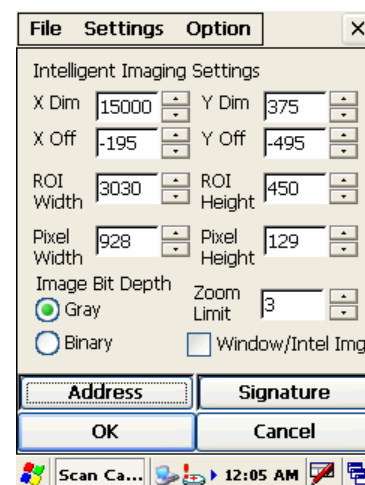 File Settings Option
Intelligent Imaging Settings
X Dim 15000 Y Dim 375
X Off -195 Y Off -495
ROI Width 3030 ROI Height 450
Pixel Width 928 Pixel Height 129
Image Bit Depth
Gray
Zoom Limit 3
Binary
Window/Intel Img
Address Signature
OK Cancel
Scan Ca... 12:05 AM